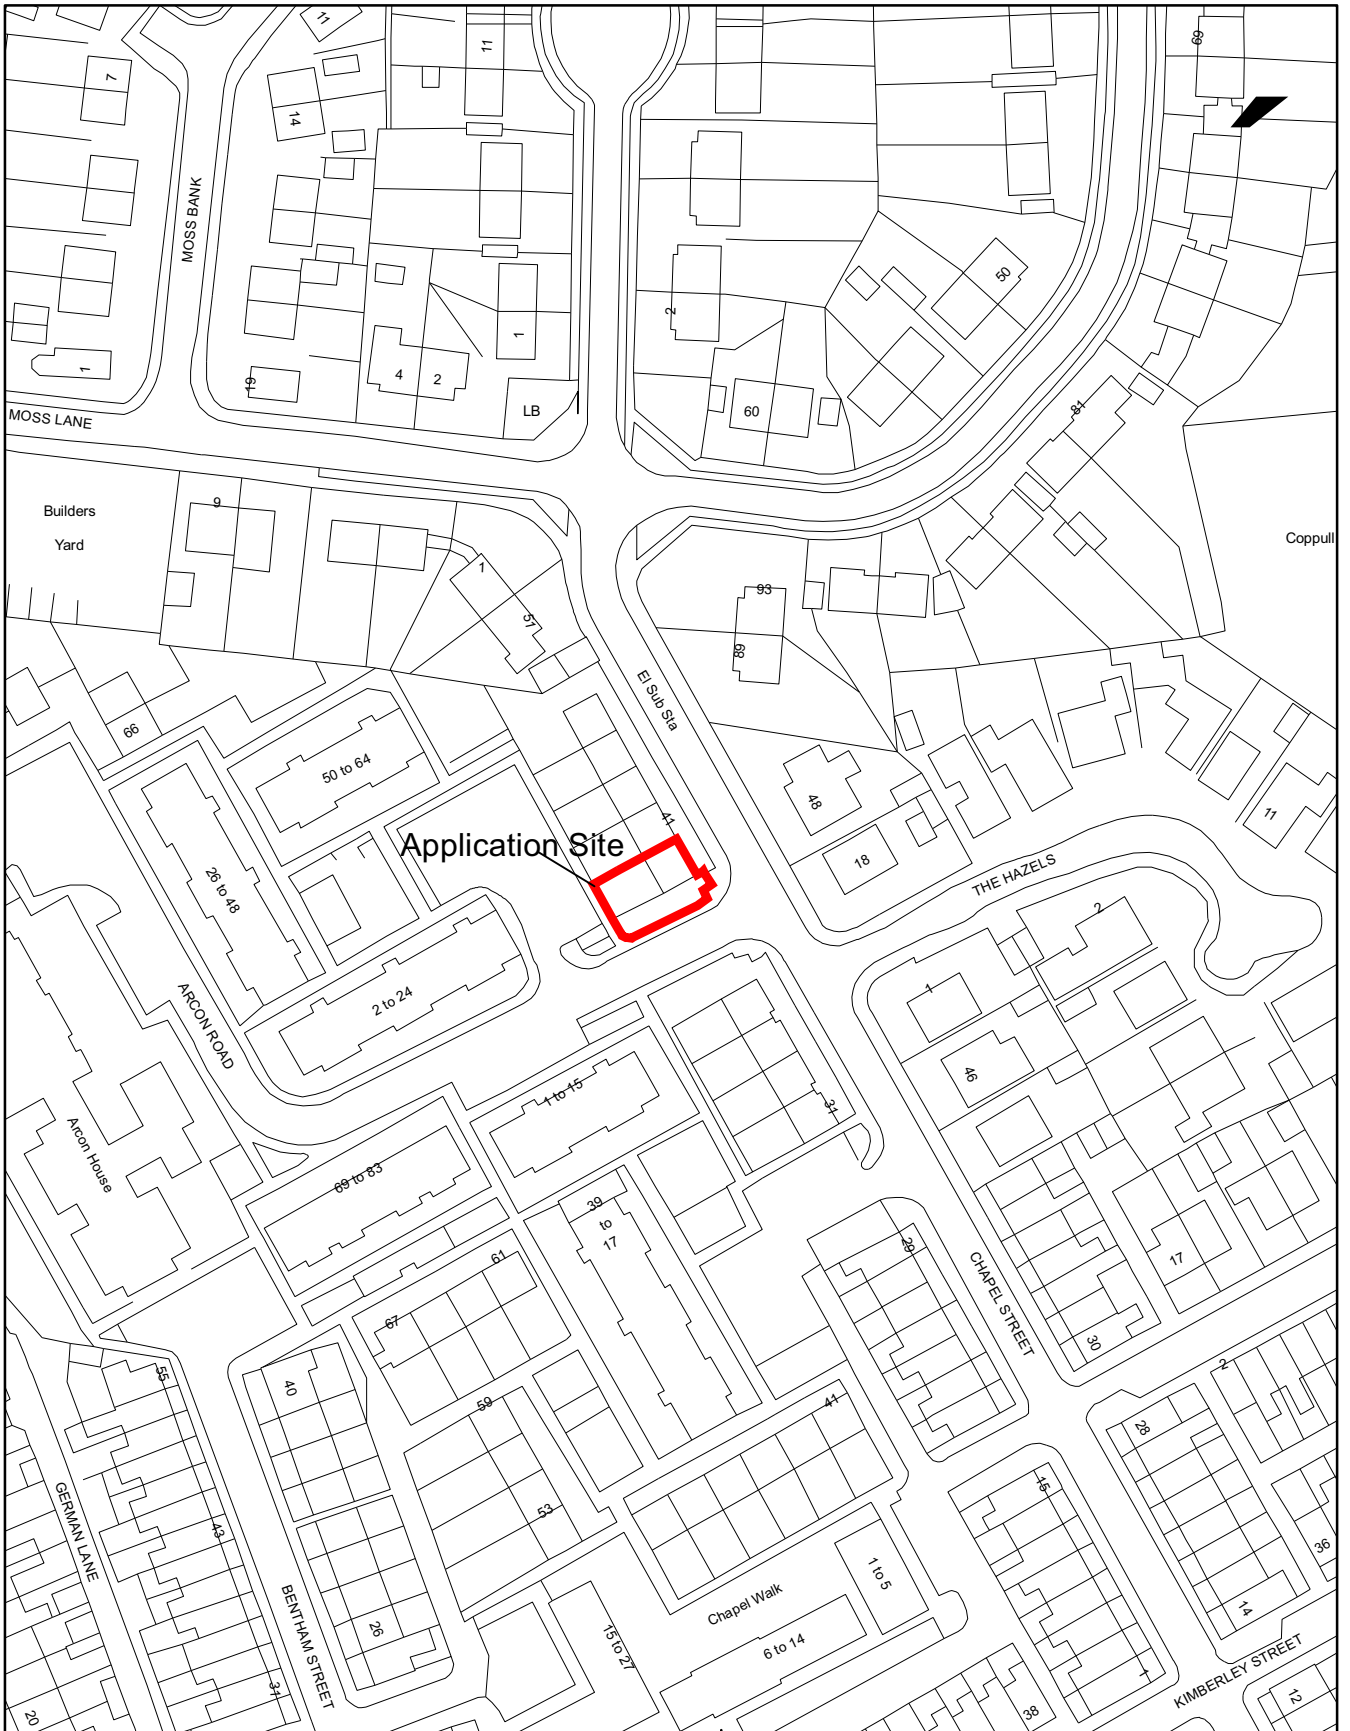 11
11
69
7
14
MOSS BANK
50
2
1
1
4
2
60
19
LB
81
MOSS LANE
9
Builders
Yard
Coppull
1
93
51
89
El Sub Sta
66
50 to 64
48
41
11
Application Site
18
THE HAZELS
26 to 48
2
1
2 to 24
ARCON ROAD
46
1 to 15
31
Arcon House
69 to 83
39
to
17
29
17
61
CHAPEL STREET
67
30
55
40
2
59
41
28
GERMAN LANE
15
53
43
36
1 to 5
Chapel Walk
BENTHAM STREET
26
14
15 to 27
6 to 14
KIMBERLEY STREET
1
31
20
38
12